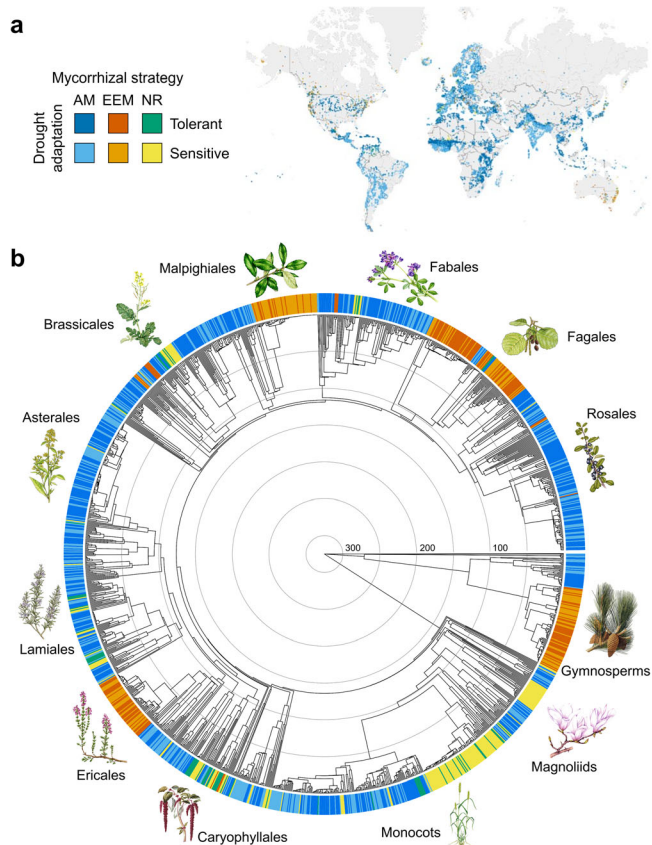 a
Mycorrhizal strategy
AM EEM NR
Drought
adaptation
Tolerant
Sensitive
b
Malpighiales
Fabales
Brassicales
Fagales
Asterales
Rosales
300 200 100
Lamiales
Gymnosperms
Ericales
Magnoliids
Caryophyllales
Monocots